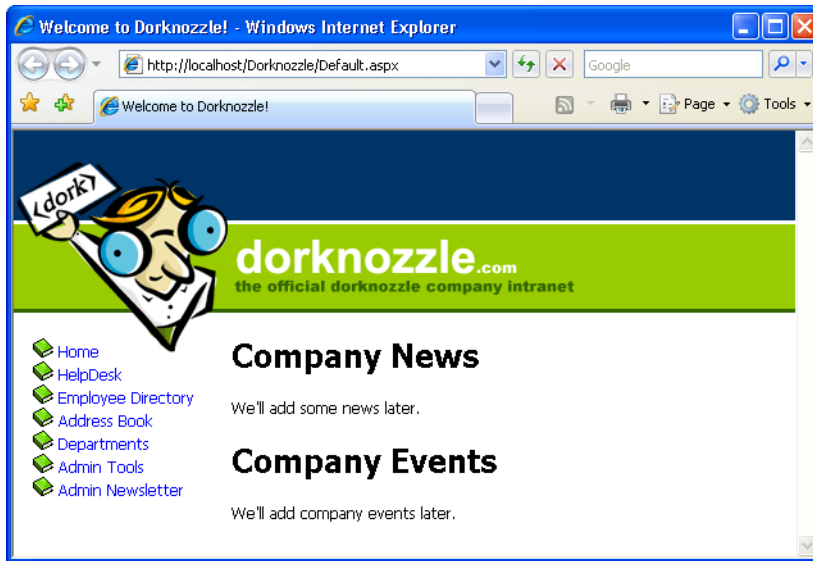 Welcome to Dorknozzle! - Windows Internet Explorer
http://localhost/Dorknozzle/Default.aspx
Google
Welcome to Dorknozzle!
Page
Tools
<dork>
dorknozzle.com
the official dorknozzle company intranet
Home
HelpDesk
Employee Directory
Address Book
Departments
Admin Tools
Admin Newsletter
Company News
We'll add some news later.
Company Events
We'll add company events later.